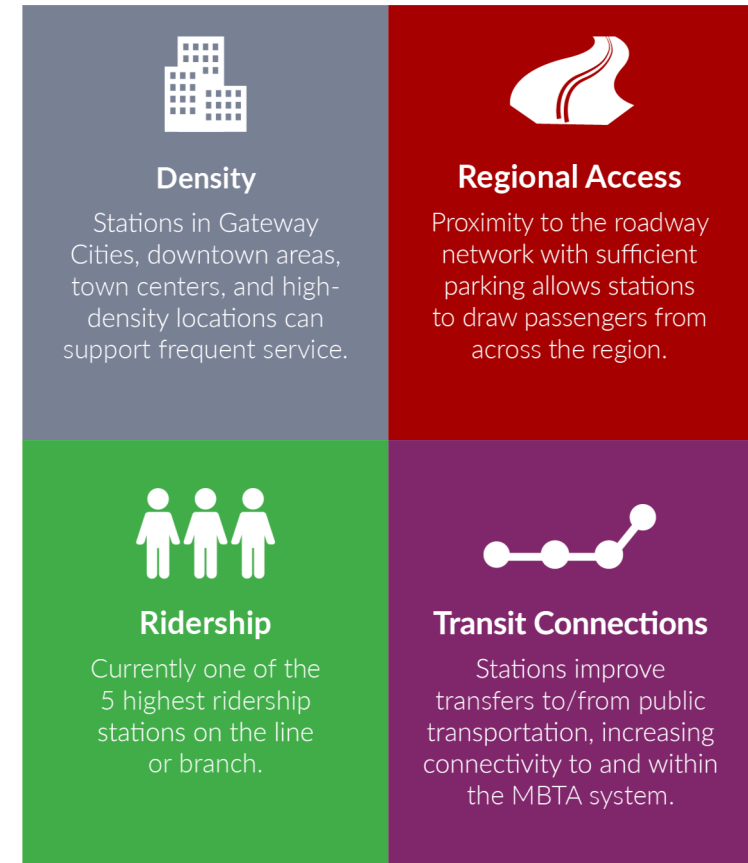 Density
Stations in Gateway
Cities, downtown areas,
town centers, and high-
density locations can
support frequent service.
Regional Access
Proximity to the roadway
network with sufficient
parking allows stations
to draw passengers from
across the region.
Ridership
Currently one of the
5 highest ridership
stations on the line
or branch.
Transit Connections
Stations improve
transfers to/from public
transportation, increasing
connectivity to and within
the MBTA system.